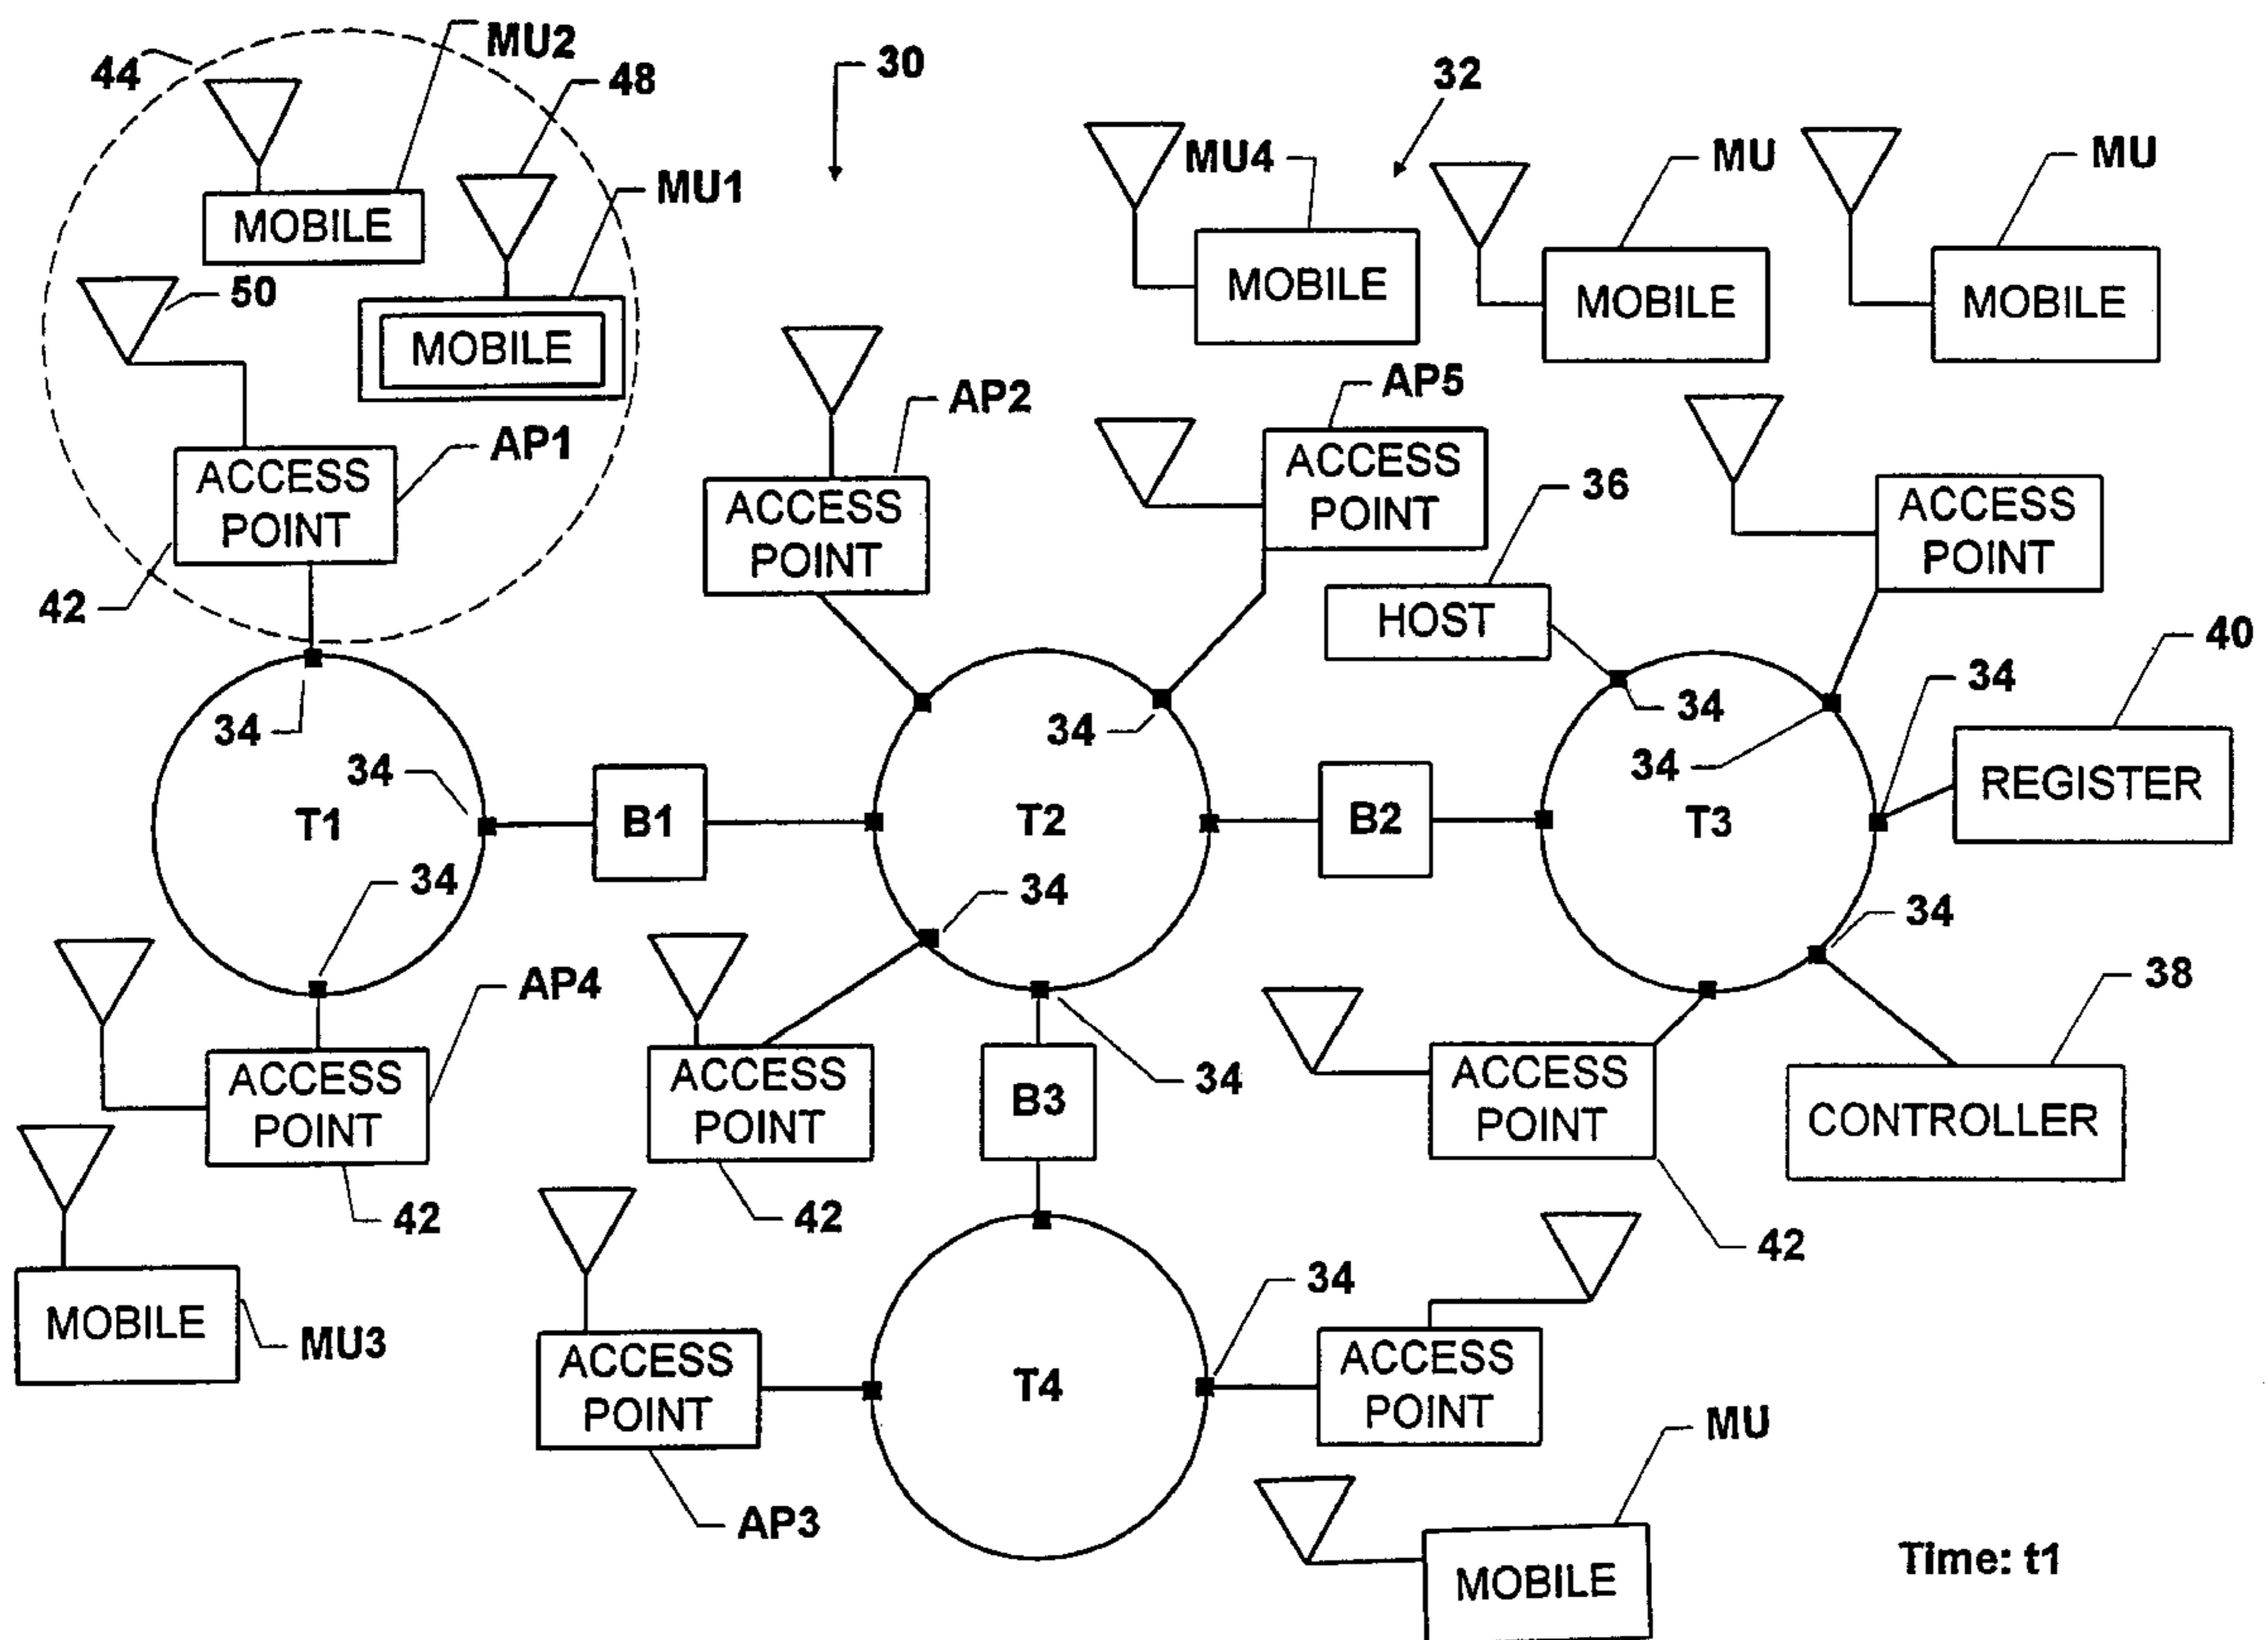 44
MU2
48
30
32
MU4
MU
MU
MOBILE
MU1
MOBILE
MOBILE
MOBILE
50
MOBILE
AP2
AP5
AP1
ACCESS
POINT
ACCESS
POINT
ACCESS
POINT
36
ACCESS
POINT
42
HOST
40
34
34
34
34
34
34
REGISTER
T1
B1
T2
B2
T3
34
34
34
AP4
38
ACCESS
POINT
ACCESS
POINT
B3
34
ACCESS
POINT
CONTROLLER
42
42
42
MOBILE
MU3
34
ACCESS
POINT
T4
ACCESS
POINT
MU
AP3
MOBILE
Time: t1